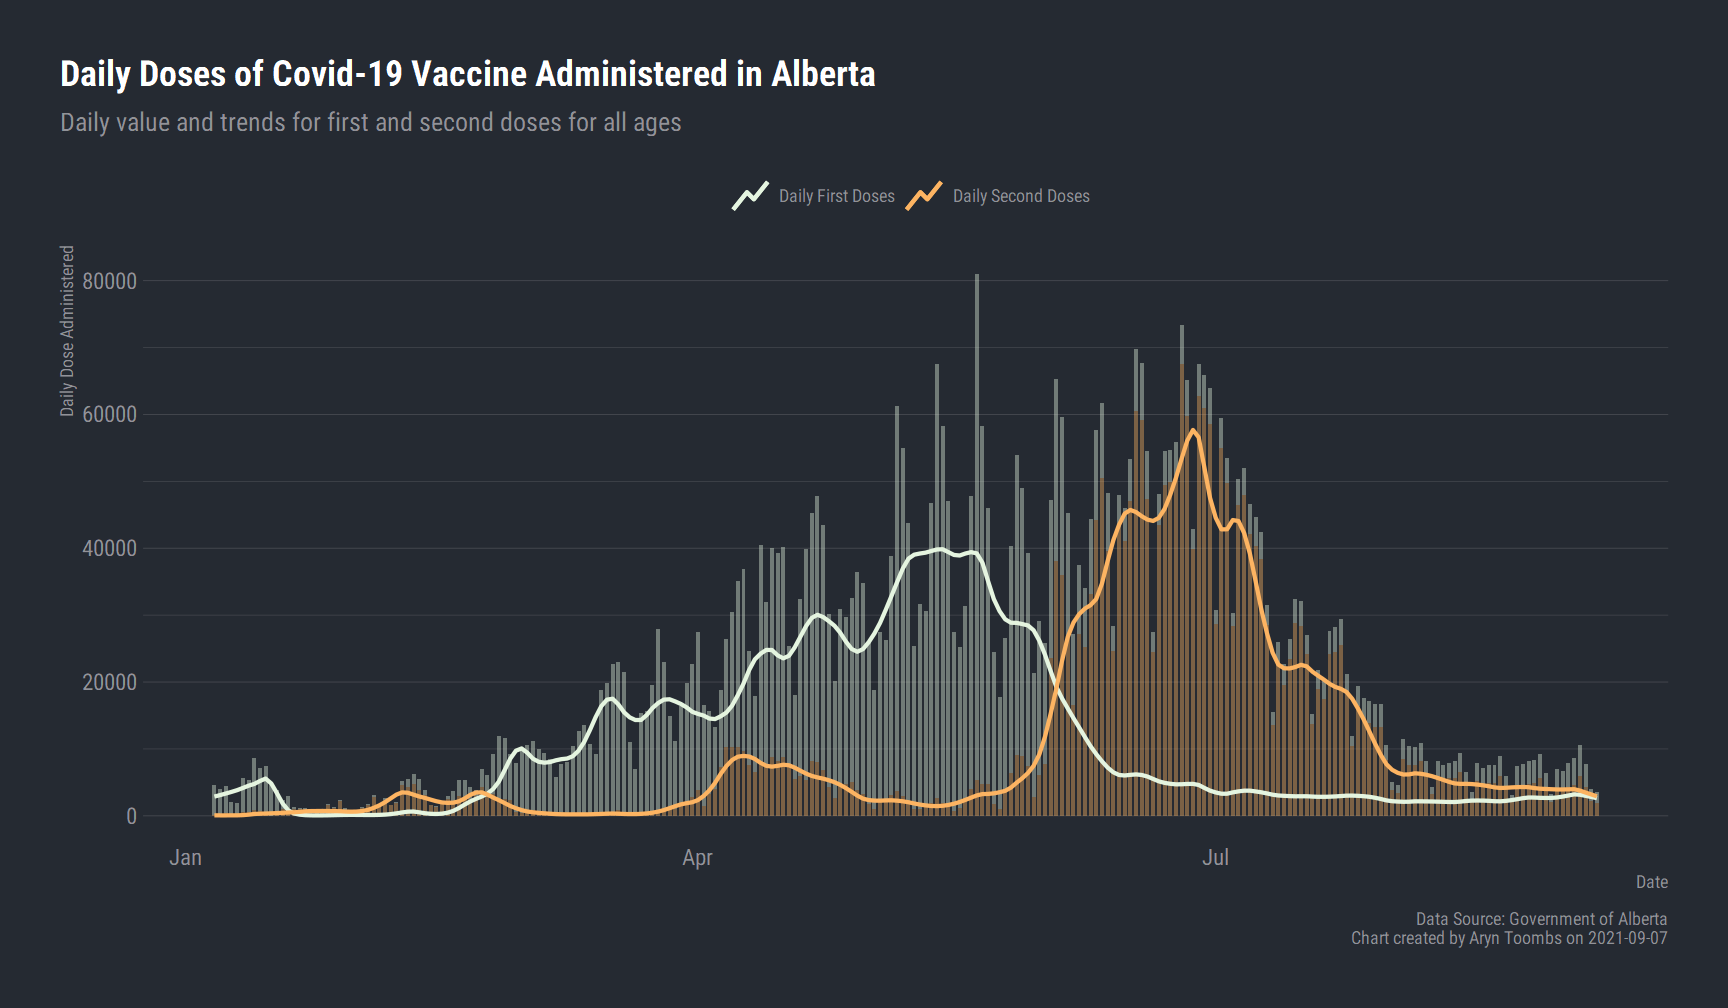 Daily Doses of Covid-19 Vaccine Administered in Alberta
Daily value and trends for first and second doses for all ages
Daily First Doses
Daily Second Doses
Daily Dose Administered
80000
60000
40000
20000
0
Jan
Apr
Jul
Date
Data Source: Government of Alberta
Chart created by Aryn Toombs on 2021-09-07